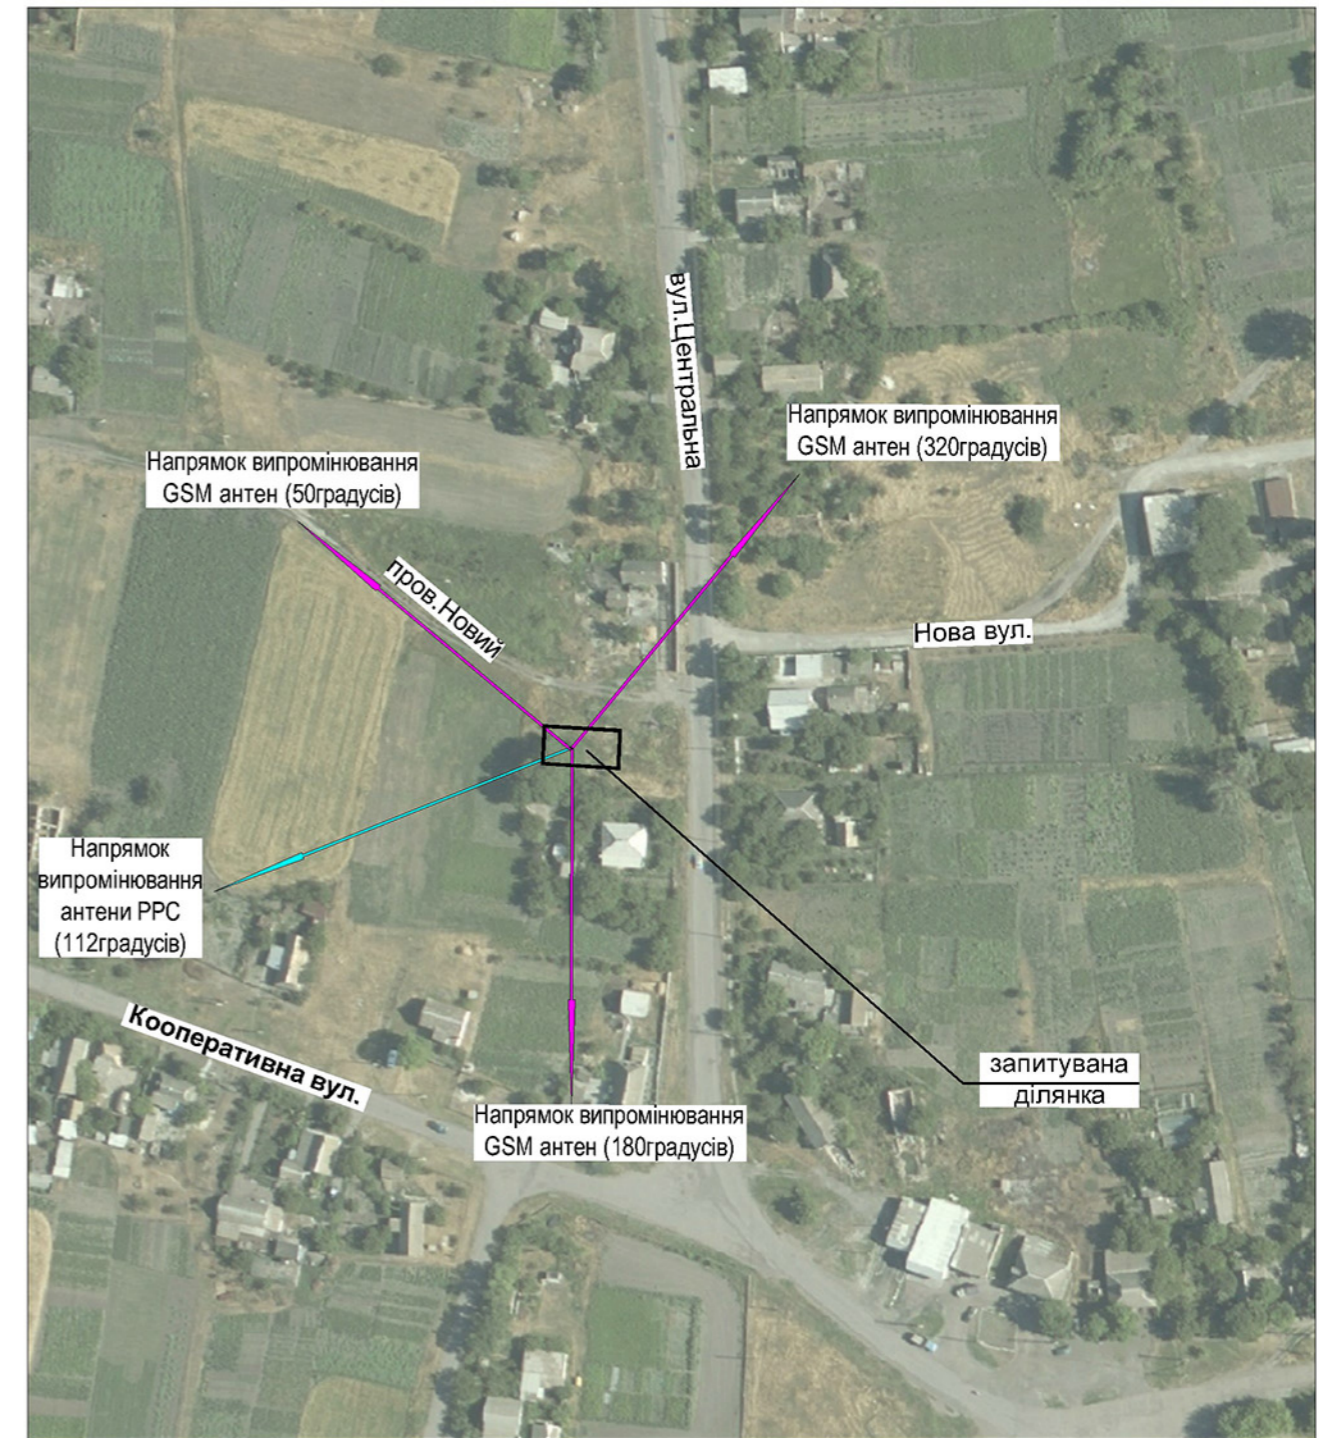 вул.Центральна
Напрямок випромінювання
GSM антен (320градусів)
Напрямок випромінювання
GSM антен (50градусів)
пров.Новий
Нова вул.
Напрямок
випромінювання
антени РРС
(112градусів)
Кооперативна вул.
запитувана
ділянка
Напрямок випромінювання
GSM антен (180градусів)